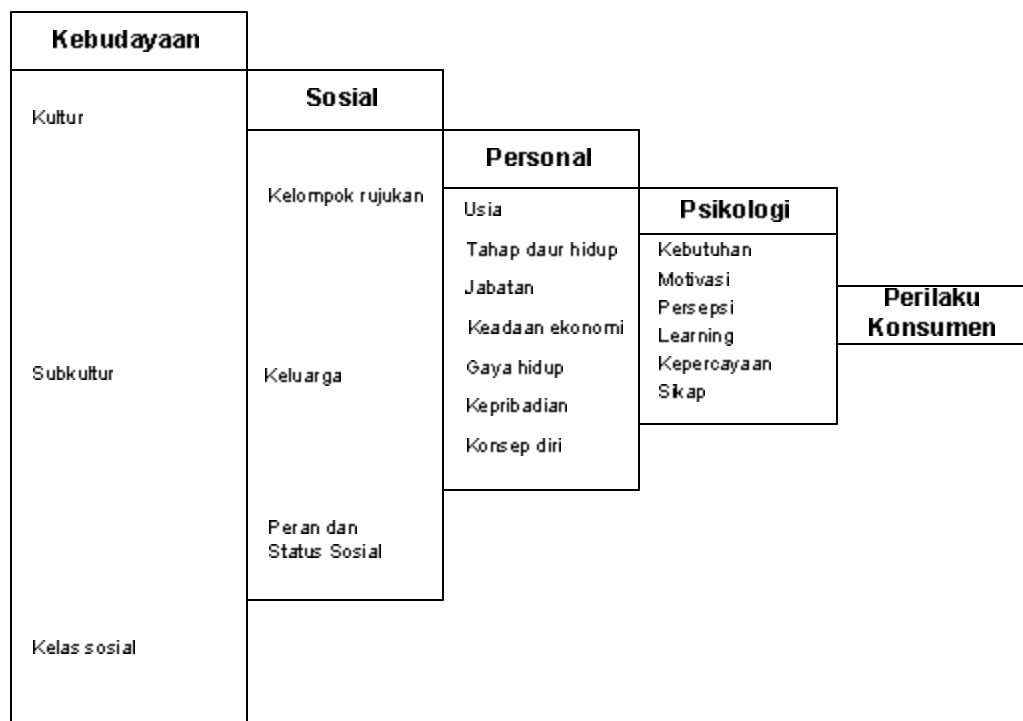 Kebudayaan
Kultur
Subkultur
Kelas sosial
Sosial
Kelompok rujukan
Keluarga
Peran dan
Status Sosial
Personal
Usia
Tahap daur hidup
Jabatan
Keadaan ekonomi
Gaya hidup
Kepribadian
Konsep diri
Psikologi
Kebutuhan
Motivasi
Persepsi
Learning
Kepercayaan
Sikap
Perilaku
Konsumen